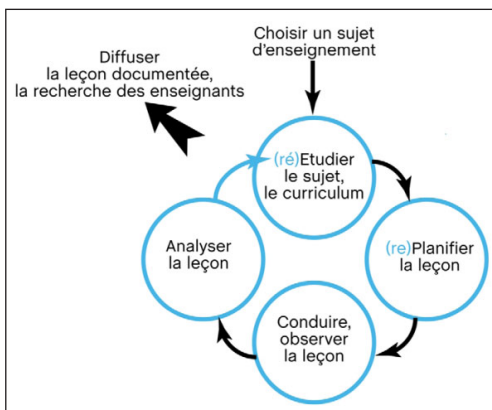 Choisir un sujet
d'enseignement
Diffuser
la leçon documentée,
la recherche des enseignants
(ré)Etudier
le sujet,
le curriculum
(re)Planifier
la leçon
Conduire,
observer
la leçon
Analyser
la leçon